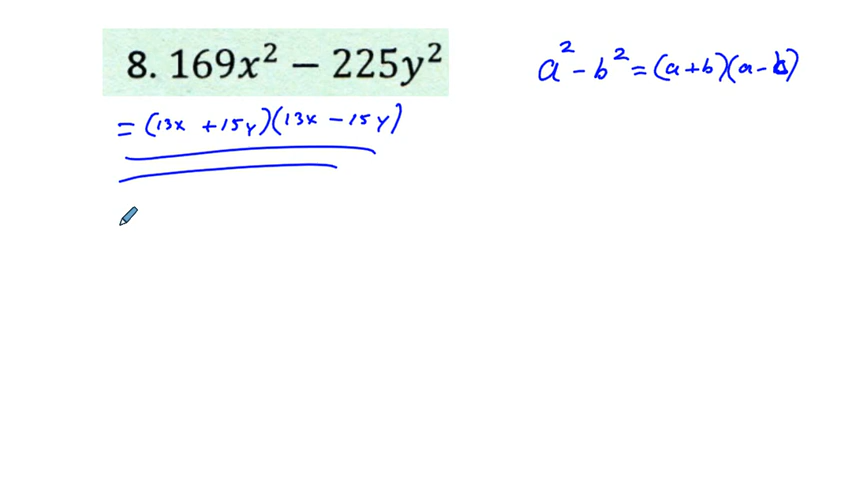 8. 169x² − 225y²
a² - b² = (a+b)(a-b)
= (13x +15y)(13x - 15y)